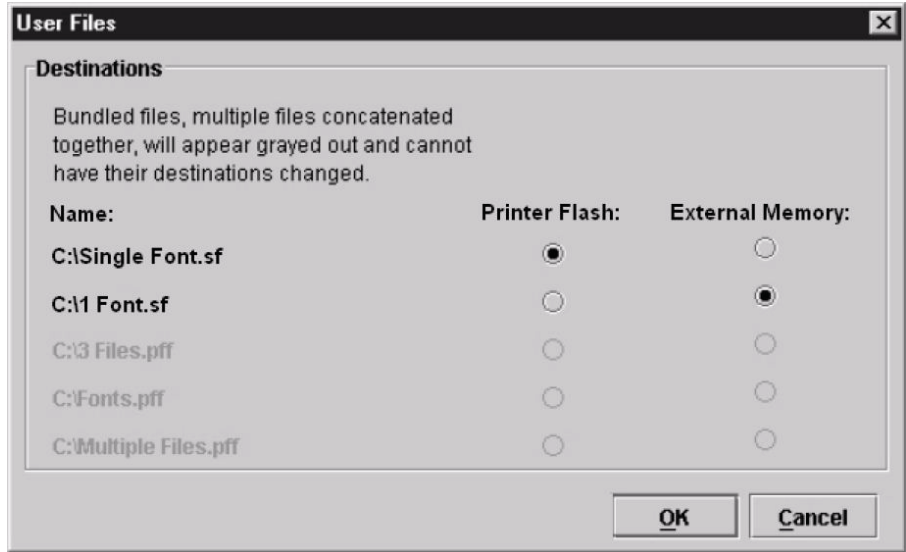 User Files
Destinations
Bundled files, multiple files concatenated
together, will appear grayed out and cannot
have their destinations changed.
Name: Printer Flash: External Memory:
C:\Single Font.sf
C:\1 Font.sf
C:\3 Files.pff
C:\Fonts.pff
C:\Multiple Files.pff
OK Cancel